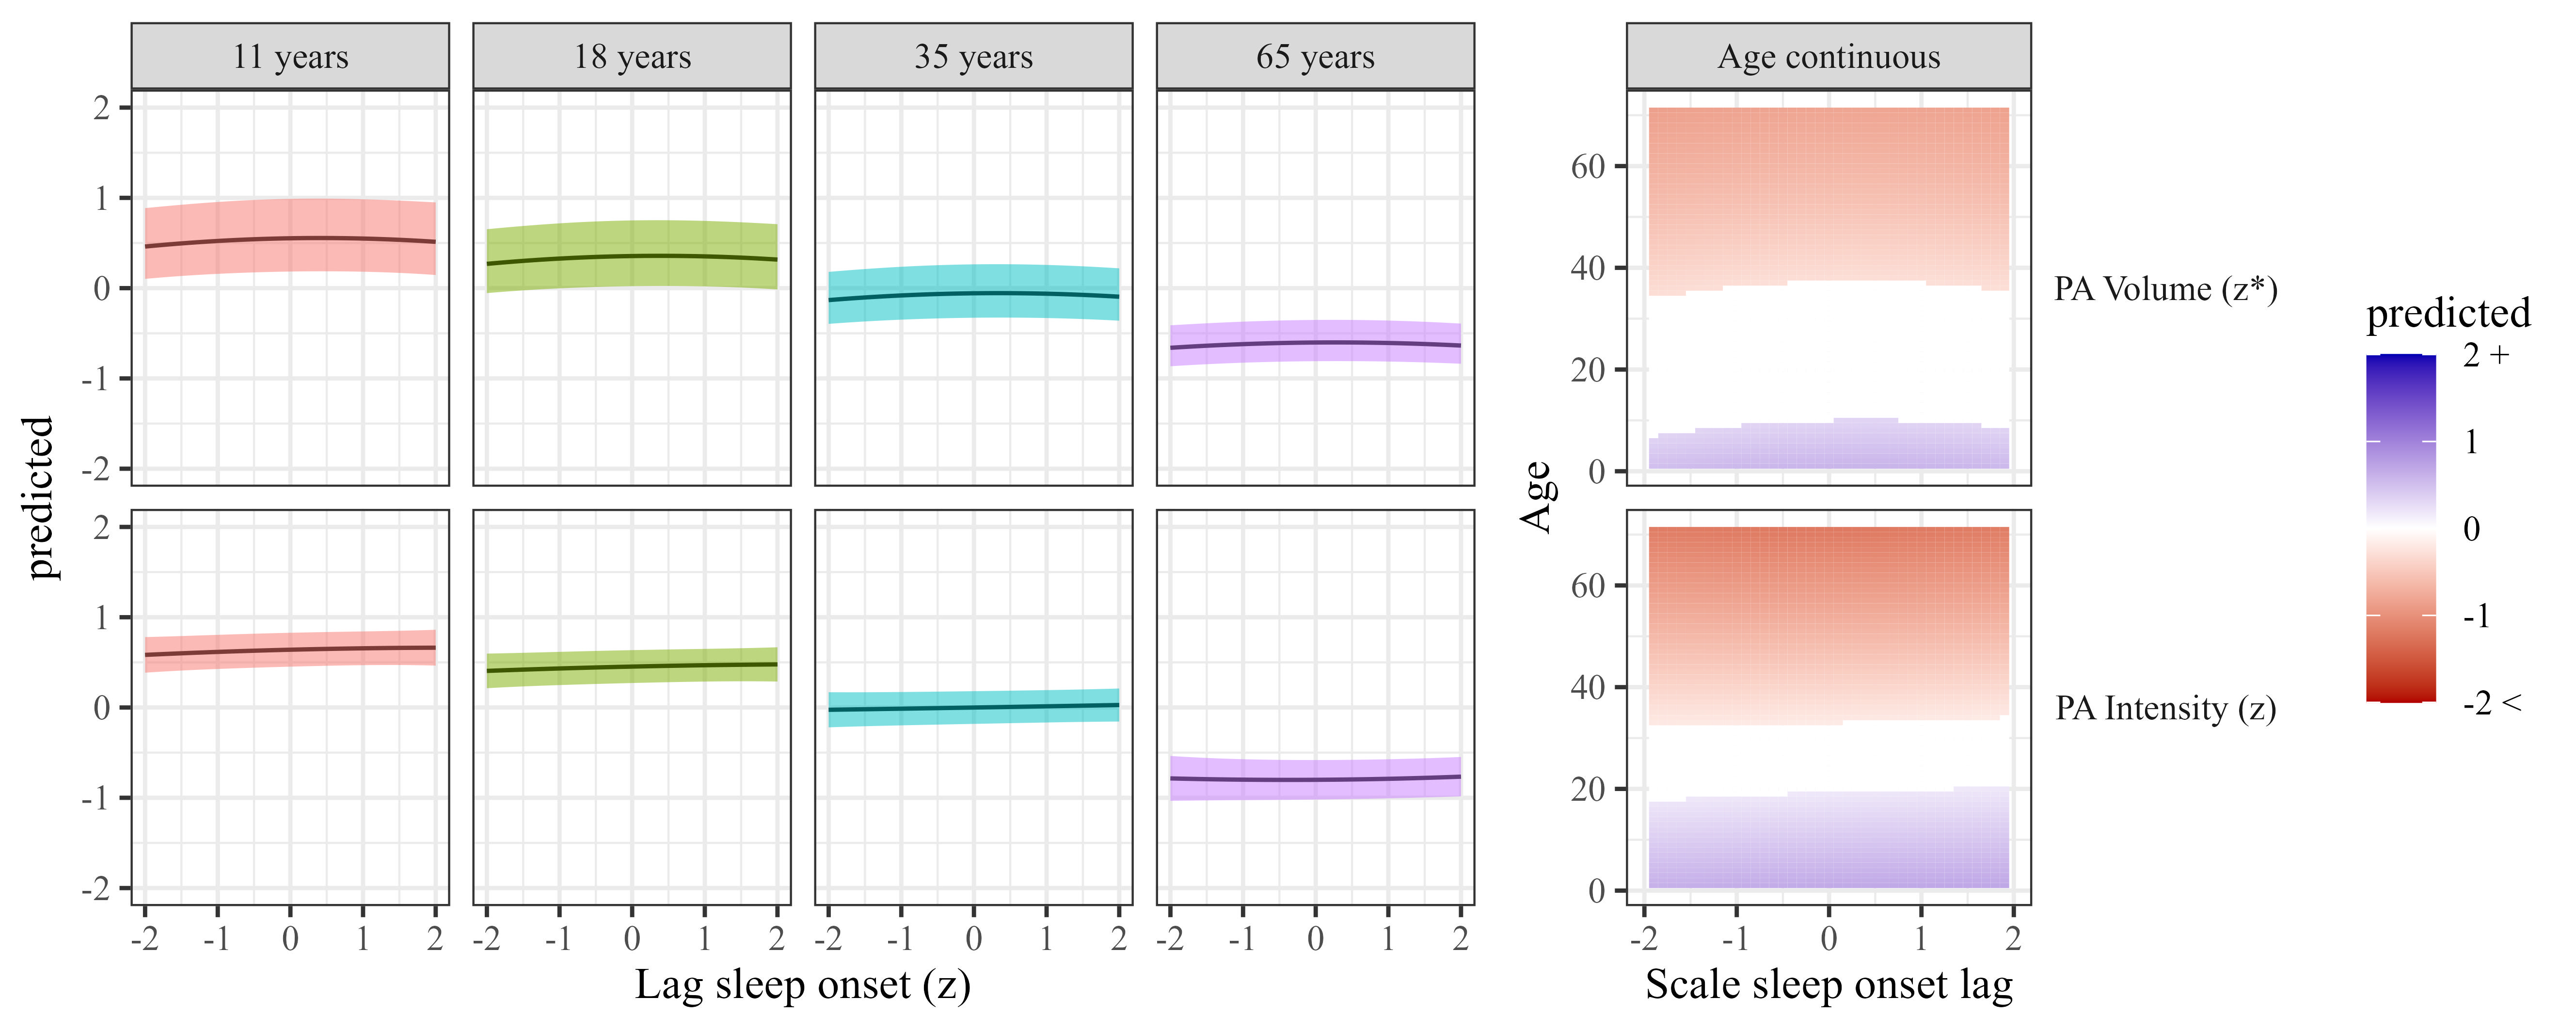 11 years
18 years
35 years
65 years
Age continuous
2
1
0
-1
-2
60
40
20
0
PA Volume (z*)
predicted
2 +
1
0
-1
-2 <
predicted
Age
2
1
0
-1
-2
60
40
20
0
PA Intensity (z)
-2 -1 0 1 2
-2 -1 0 1 2
-2 -1 0 1 2
-2 -1 0 1 2
-2 -1 0 1 2
Lag sleep onset (z)
Scale sleep onset lag